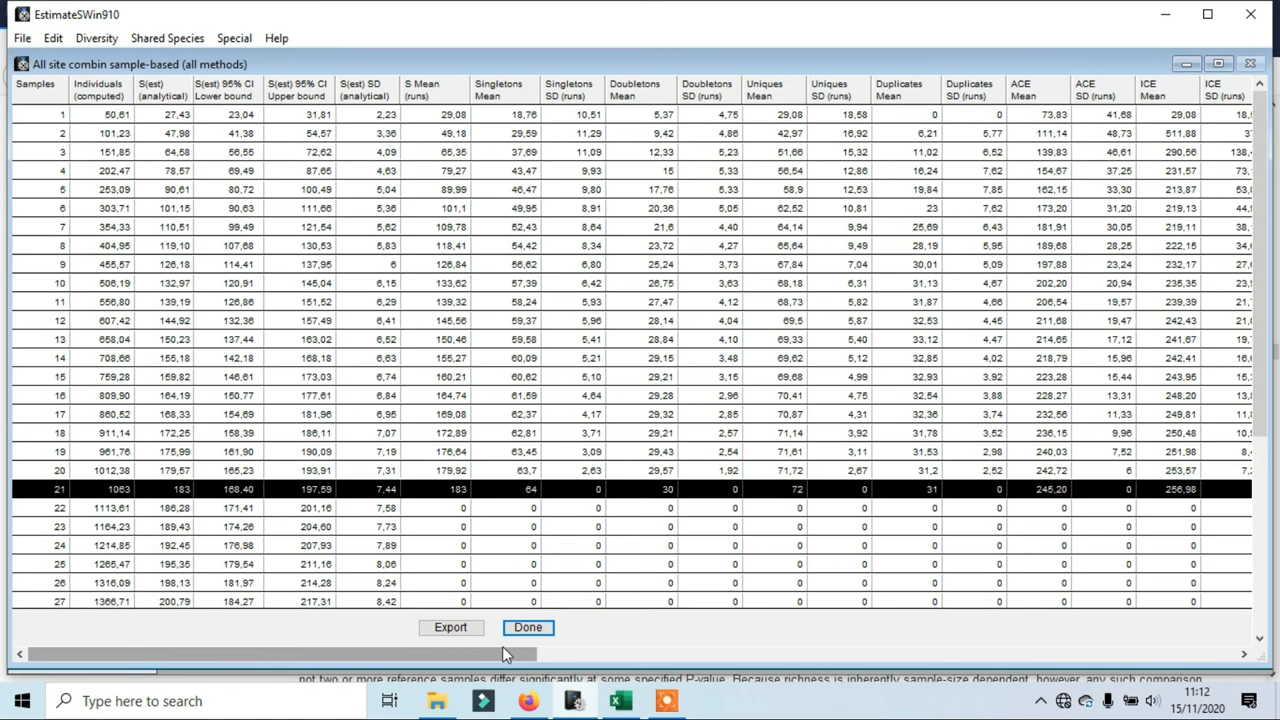 EstimateSWin910
File Edit Diversity Shared Species Special Help
All site combin sample-based (all methods)
Samples Individuals (computed) S(est) (analytical) S(est) 95% CI Lower bound S(est) 95% CI Upper bound S(est) SD (analytical) S Mean (runs) Singletons Mean Singletons SD (runs) Doubletons Mean Doubletons SD (runs) Uniques Mean Uniques SD (runs) Duplicates Mean Duplicates SD (runs) ACE Mean ACE SD (runs) ICE Mean ICE SD (runs)
1 50,61 27,43 23,04 31,81 2,23 29,08 18,76 10,51 5,37 4,75 29,08 18,58 0 0 73,83 41,68 29,08 18,
2 101,23 47,98 41,38 54,57 3,36 49,18 29,59 11,29 9,42 4,86 42,97 16,92 6,21 5,77 111,14 48,73 511,88 3
3 151,85 64,58 56,55 72,62 4,09 65,35 37,69 11,09 12,33 5,23 51,66 15,32 11,02 6,52 139,83 46,61 290,56 138,
4 202,47 78,57 69,49 87,65 4,63 79,27 43,47 9,93 15 5,33 56,54 12,86 16,24 7,62 154,67 37,25 231,57 73,
5 253,09 90,61 80,72 100,49 5,04 89,99 46,47 9,80 17,76 5,33 58,9 12,53 19,84 7,85 162,15 33,30 213,87 53,
6 303,71 101,15 90,63 111,66 5,36 101,1 49,95 8,91 20,36 5,05 62,52 10,81 23 7,62 173,20 31,20 219,13 44,
7 354,33 110,51 99,49 121,54 5,62 109,78 52,43 8,64 21,6 4,40 64,14 9,94 25,69 6,43 181,91 30,05 219,11 38,
8 404,95 119,10 107,68 130,53 5,83 118,41 54,42 8,34 23,72 4,27 65,64 9,49 28,19 5,95 189,68 28,25 222,15 34,
9 455,57 126,18 114,41 137,95 6 126,84 56,62 6,80 25,24 3,73 67,84 7,04 30,01 5,09 197,88 23,24 232,17 27,
10 506,19 132,97 120,91 145,04 6,15 133,62 57,39 6,42 26,75 3,63 68,18 6,31 31,13 4,67 202,20 20,94 235,35 23,
11 556,80 139,19 126,86 151,52 6,29 139,32 58,24 5,93 27,47 4,12 68,73 5,82 31,87 4,66 206,54 19,57 239,39 21,
12 607,42 144,92 132,36 157,49 6,41 145,56 59,37 5,96 28,14 4,04 69,5 5,87 32,53 4,45 211,68 19,47 242,43 21,
13 658,04 150,23 137,44 163,02 6,52 150,46 59,58 5,41 28,84 4,10 69,33 5,40 33,12 4,47 214,65 17,12 241,67 19,
14 708,66 155,18 142,18 168,18 6,63 155,27 60,09 5,21 29,15 3,48 69,62 5,12 32,85 4,02 218,79 15,96 242,41 16,
15 759,28 159,82 146,61 173,03 6,74 160,21 60,62 5,10 29,21 3,15 69,68 4,99 32,93 3,92 223,28 15,44 243,95 15,
16 809,90 164,19 150,77 177,61 6,84 164,74 61,59 4,64 29,28 2,96 70,41 4,75 32,54 3,88 228,27 13,31 248,20 13,
17 860,52 168,33 154,69 181,96 6,95 169,08 62,37 4,17 29,32 2,85 70,87 4,31 32,36 3,74 232,56 11,33 249,81 11,
18 911,14 172,25 158,39 186,11 7,07 172,89 62,81 3,71 29,21 2,57 71,14 3,92 31,78 3,52 236,15 9,96 250,48 10,
19 961,76 175,99 161,90 190,09 7,19 176,64 63,45 3,09 29,43 2,54 71,61 3,11 31,53 2,98 240,03 7,52 251,98 8,
20 1012,38 179,57 165,23 193,91 7,31 179,92 63,7 2,63 29,57 1,92 71,72 2,67 31,2 2,52 242,72 6 253,57 7,
21 1063 183 168,40 197,59 7,44 183 64 0 30 0 72 0 31 0 245,20 0 256,98
22 1113,61 186,28 171,41 201,16 7,58 0 0 0 0 0 0 0 0 0 0 0 0
23 1164,23 189,43 174,26 204,60 7,73 0 0 0 0 0 0 0 0 0 0 0 0
24 1214,85 192,45 176,98 207,93 7,89 0 0 0 0 0 0 0 0 0 0 0 0
25 1265,47 195,35 179,54 211,16 8,06 0 0 0 0 0 0 0 0 0 0 0 0
26 1316,09 198,13 181,97 214,28 8,24 0 0 0 0 0 0 0 0 0 0 0 0
27 1366,71 200,79 184,27 217,31 8,42 0 0 0 0 0 0 0 0 0 0 0 0
Export Done
not two or more reference samples differ significantly at some specified P-value. Because richness is inherently sample-size dependent, however, any such comparison
Type here to search
11:12
15/11/2020